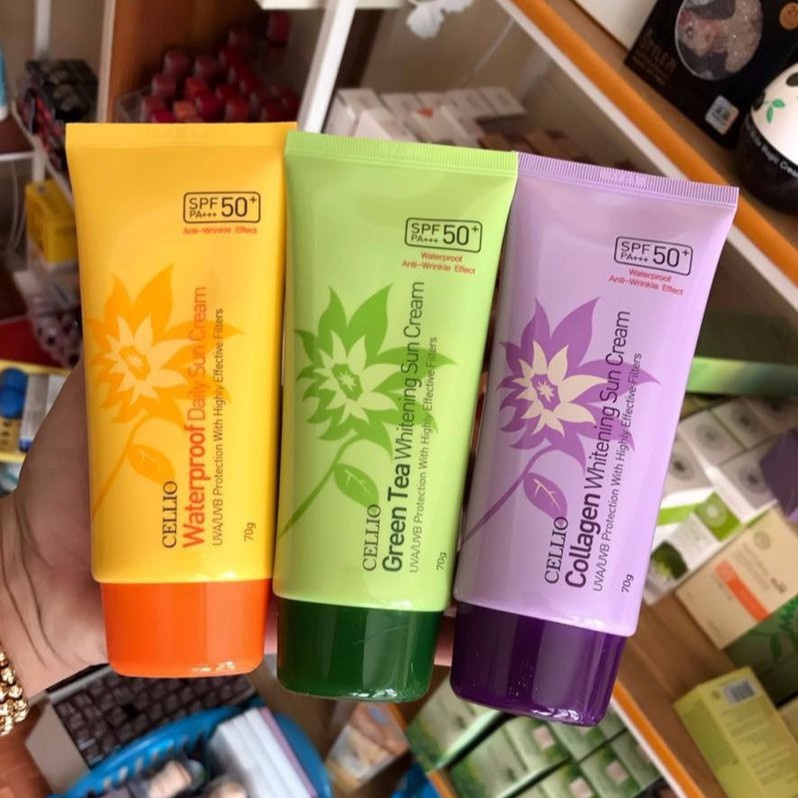 SPF 50+
PA+++
Anti-Wrinkle Effect
CELLIO
Waterproof Daily Sun Cream
UVA/UVB Protection With Highly Effective Filters
70g
SPF 50+
PA+++
Waterproof
Anti-Wrinkle Effect
CELLIO
Green Tea Whitening Sun Cream
UVA/UVB Protection With Highly Effective Filters
70g
SPF 50+
PA+++
Waterproof
Anti-Wrinkle Effect
CELLIO
Collagen Whitening Sun Cream
UVA/UVB Protection With Highly Effective Filters
70g